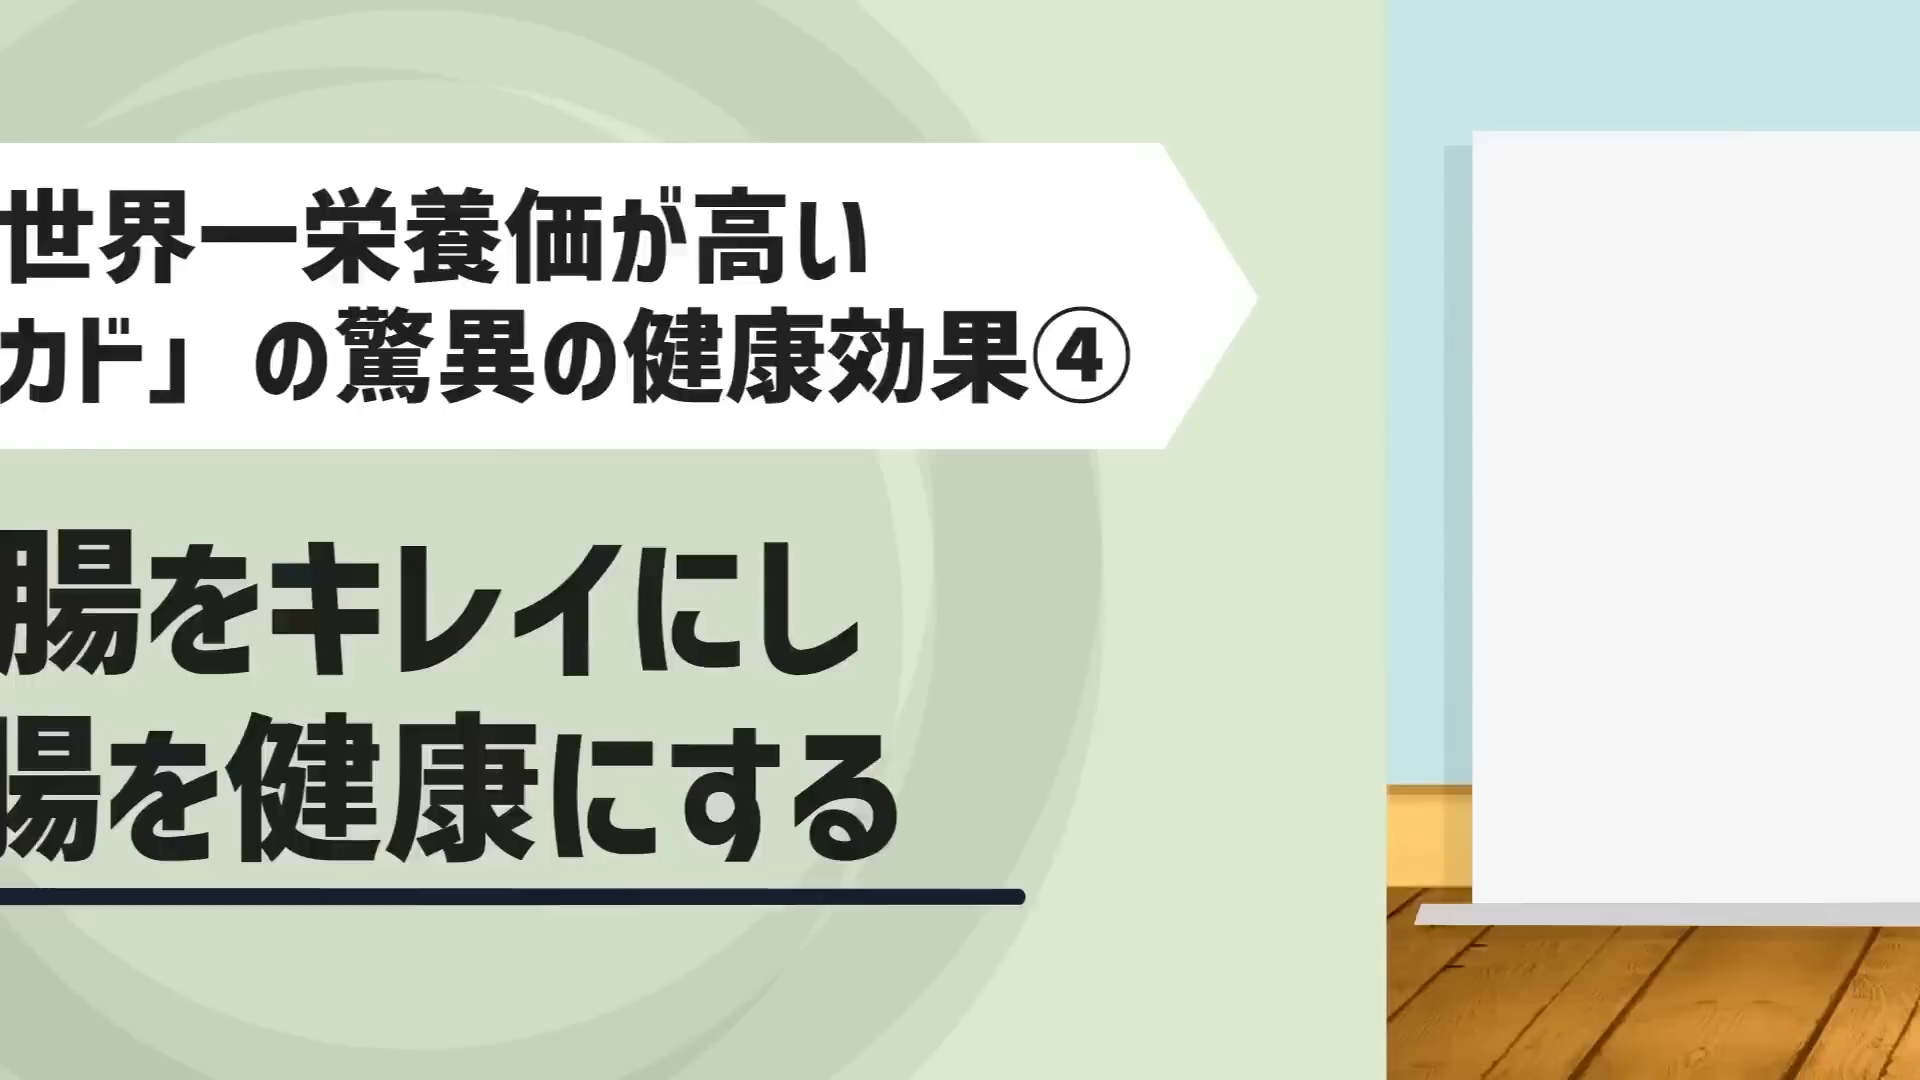 世界一栄養価が高い
カド」の驚異の健康効果④
腸をキレイにし
腸を健康にする